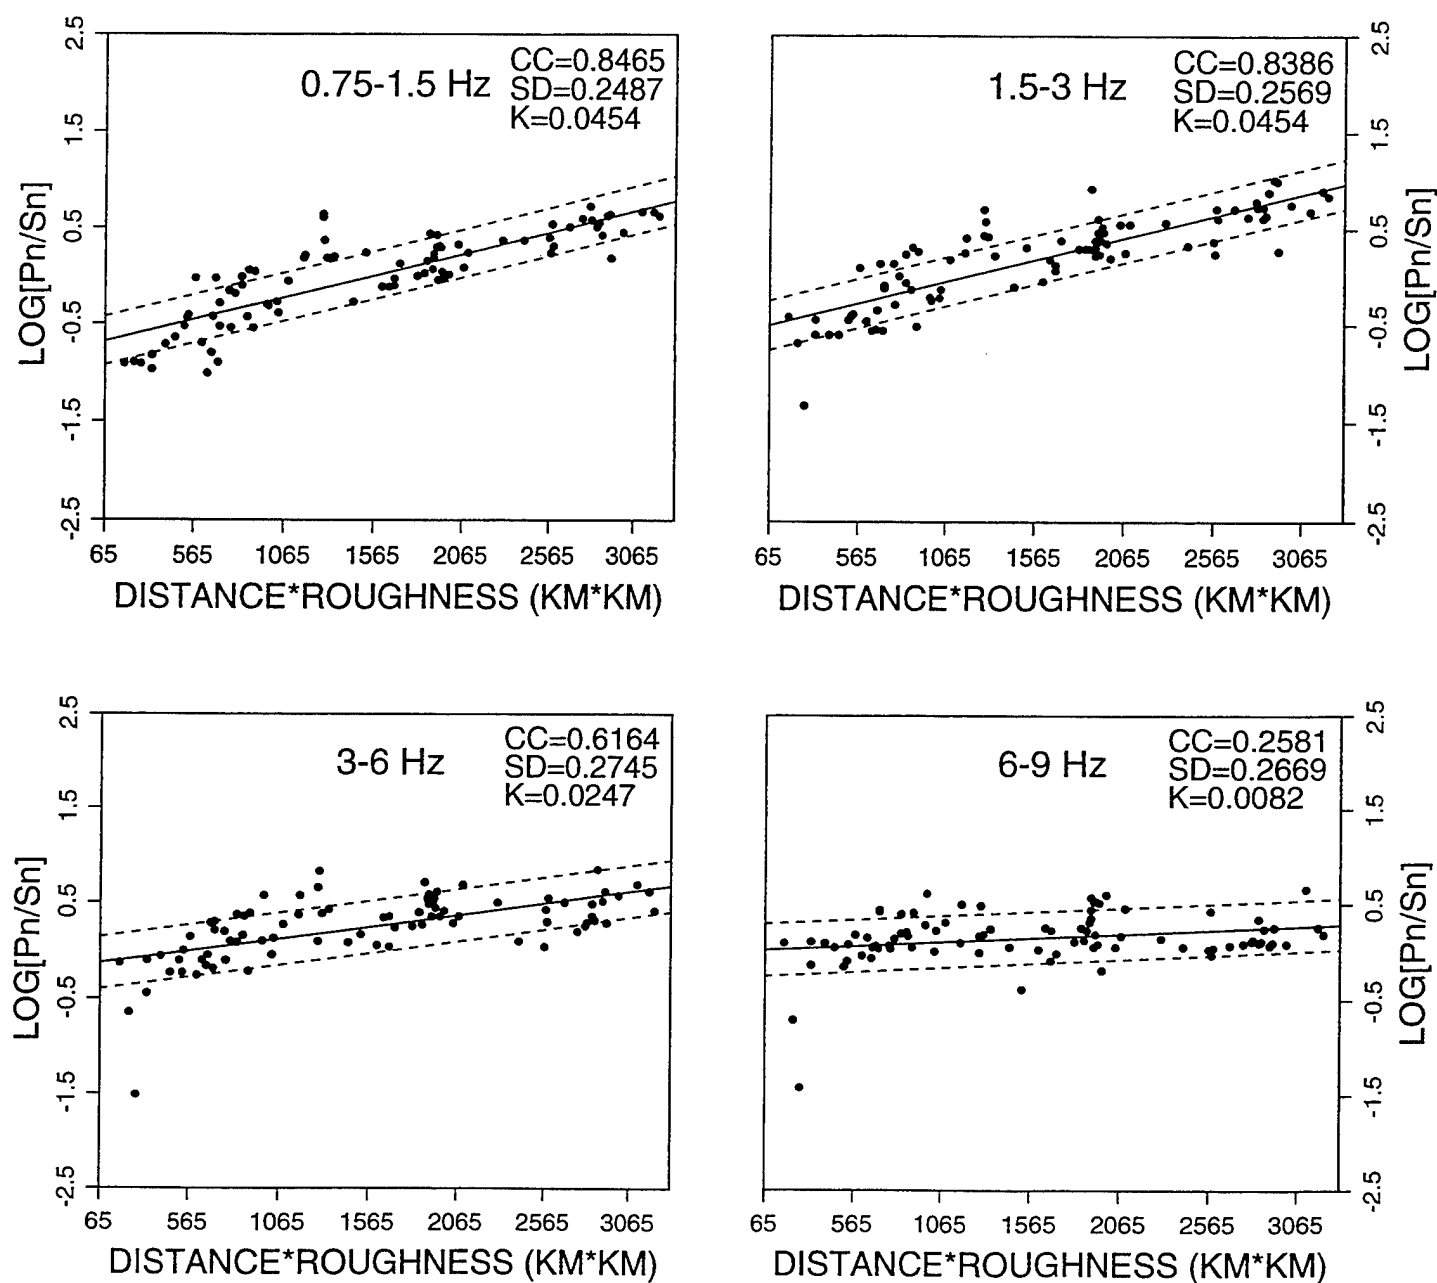 CC=0.8465
0.75-1.5 Hz
SD=0.2487
K=0.0454
2.5
1.5
0.5
-0.5
-1.5
-2.5
LOG[Pn/Sn]
65 565 1065 1565 2065 2565 3065
DISTANCE*ROUGHNESS (KM*KM)
CC=0.8386
1.5-3 Hz
SD=0.2569
K=0.0454
2.5
1.5
0.5
-0.5
-1.5
-2.5
LOG[Pn/Sn]
65 565 1065 1565 2065 2565 3065
DISTANCE*ROUGHNESS (KM*KM)
CC=0.6164
3-6 Hz
SD=0.2745
K=0.0247
2.5
1.5
0.5
-0.5
-1.5
-2.5
LOG[Pn/Sn]
65 565 1065 1565 2065 2565 3065
DISTANCE*ROUGHNESS (KM*KM)
CC=0.2581
6-9 Hz
SD=0.2669
K=0.0082
2.5
1.5
0.5
-0.5
-1.5
-2.5
LOG[Pn/Sn]
65 565 1065 1565 2065 2565 3065
DISTANCE*ROUGHNESS (KM*KM)